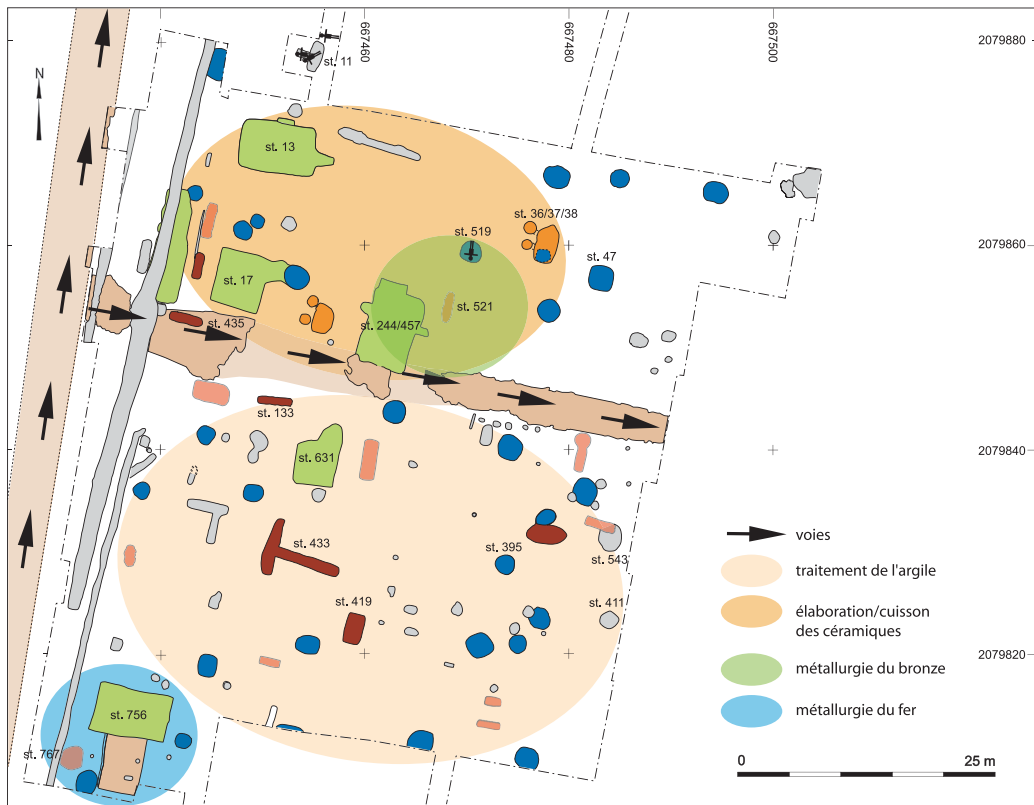 667460
667480
667500
2079880
N
st. 11
st. 13
st. 36/37/38
st. 519
2079860
st. 47
st. 17
st. 521
st. 244/457
st. 435
st. 133
st. 631
2079840
st. 433
st. 395
st. 543
st. 419
st. 411
2079820
st. 756
st. 767
voies
traitement de l'argile
élaboration/cuisson
des céramiques
métallurgie du bronze
métallurgie du fer
0
25 m